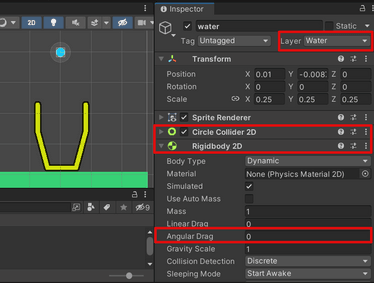 Inspector
water
Static
Tag Untagged Layer Water
Transform
Position X 0.01 Y -0.008 Z 0
Rotation X 0 Y 0 Z 0
Scale X 0.25 Y 0.25 Z 0.25
Sprite Renderer
Circle Collider 2D
Rigidbody 2D
Body Type Dynamic
Material None (Physics Material 2D)
Simulated
Use Auto Mass
Mass 1
Linear Drag 0
Angular Drag 0
Gravity Scale 1
Collision Detection Discrete
Sleeping Mode Start Awake
2D
9